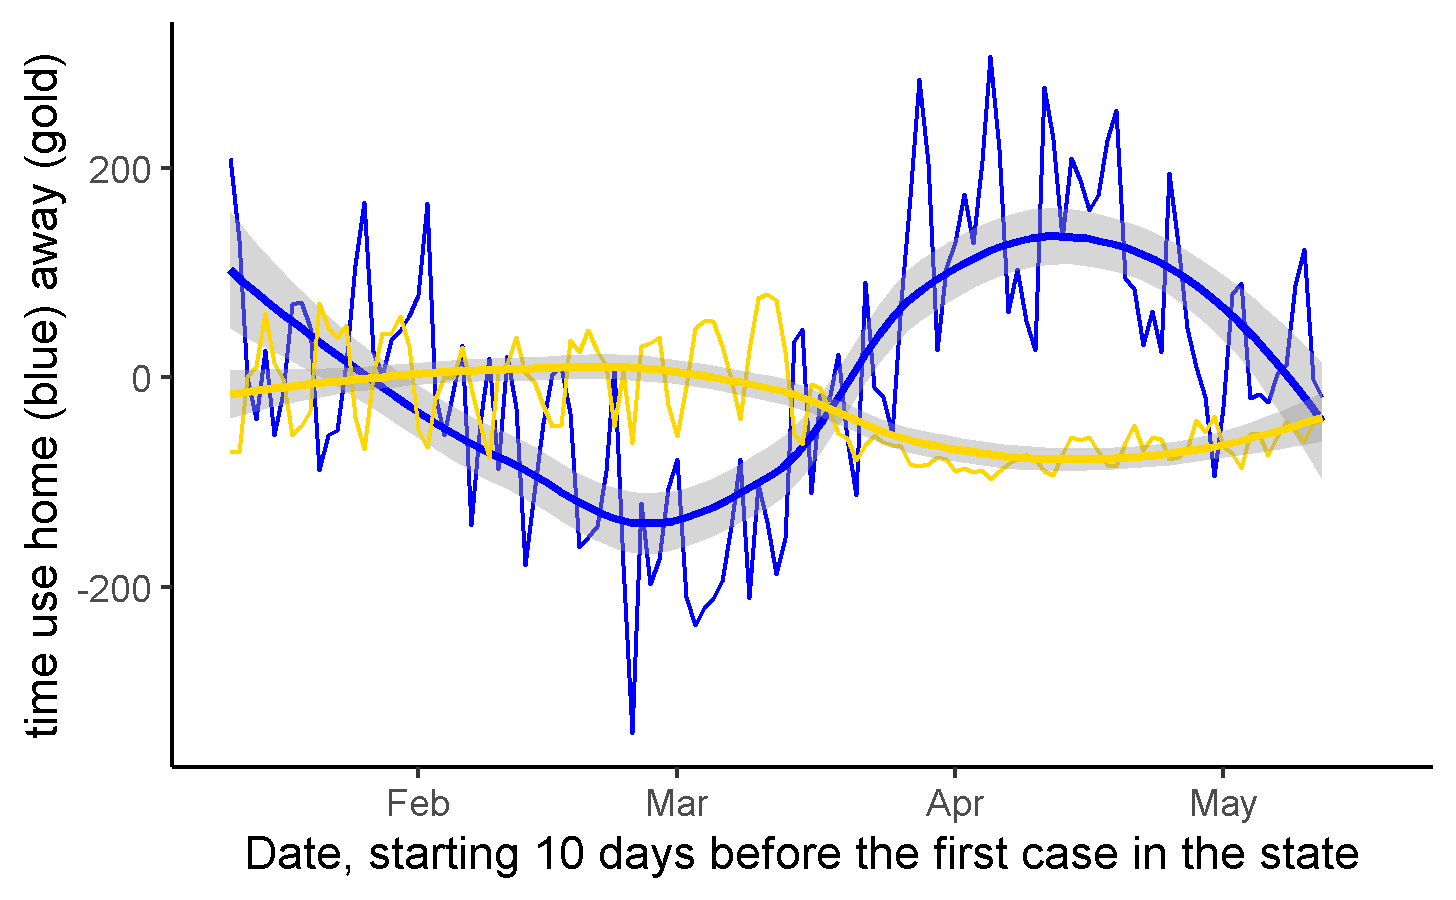 time use home (blue) away (gold)
200
0
-200
Feb Mar Apr May
Date, starting 10 days before the first case in the state